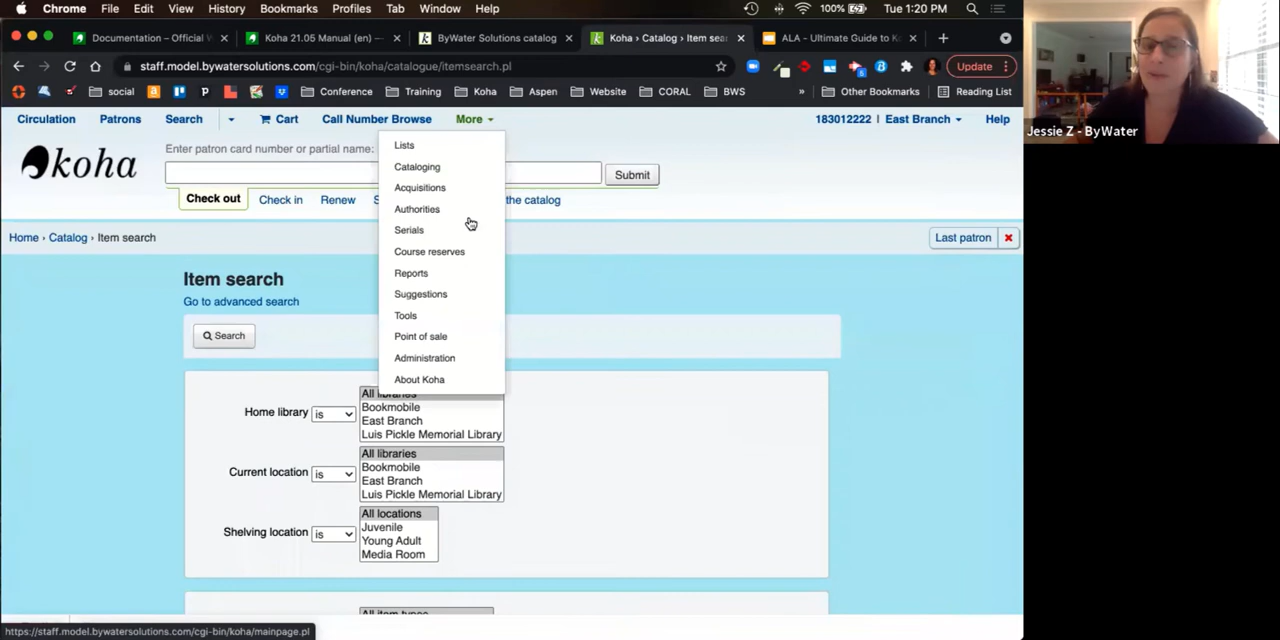 Chrome File Edit View History Bookmarks Profiles Tab Window Help 100% Tue 1:20 PM
Documentation – Official W Koha 21.05 Manual (en) — ByWater Solutions catalog Koha › Catalog › Item sear ALA - Ultimate Guide to K
staff.model.bywatersolutions.com/cgi-bin/koha/catalogue/itemsearch.pl Update
social Conference Training Koha Aspen Website CORAL BWS » Other Bookmarks Reading List
Circulation Patrons Search Cart Call Number Browse More 183012222 | East Branch Help
koha
Enter patron card number or partial name:
Submit
Check out Check in Renew S the catalog
Lists
Cataloging
Acquisitions
Authorities
Serials
Course reserves
Reports
Suggestions
Tools
Point of sale
Administration
About Koha
Home › Catalog › Item search Last patron
Item search
Go to advanced search
Search
Home library is
All libraries
Bookmobile
East Branch
Luis Pickle Memorial Library
Current location is
All libraries
Bookmobile
East Branch
Luis Pickle Memorial Library
Shelving location is
All locations
Juvenile
Young Adult
Media Room
All item types
https://staff.model.bywatersolutions.com/cgi-bin/koha/mainpage.pl
Jessie Z - ByWater